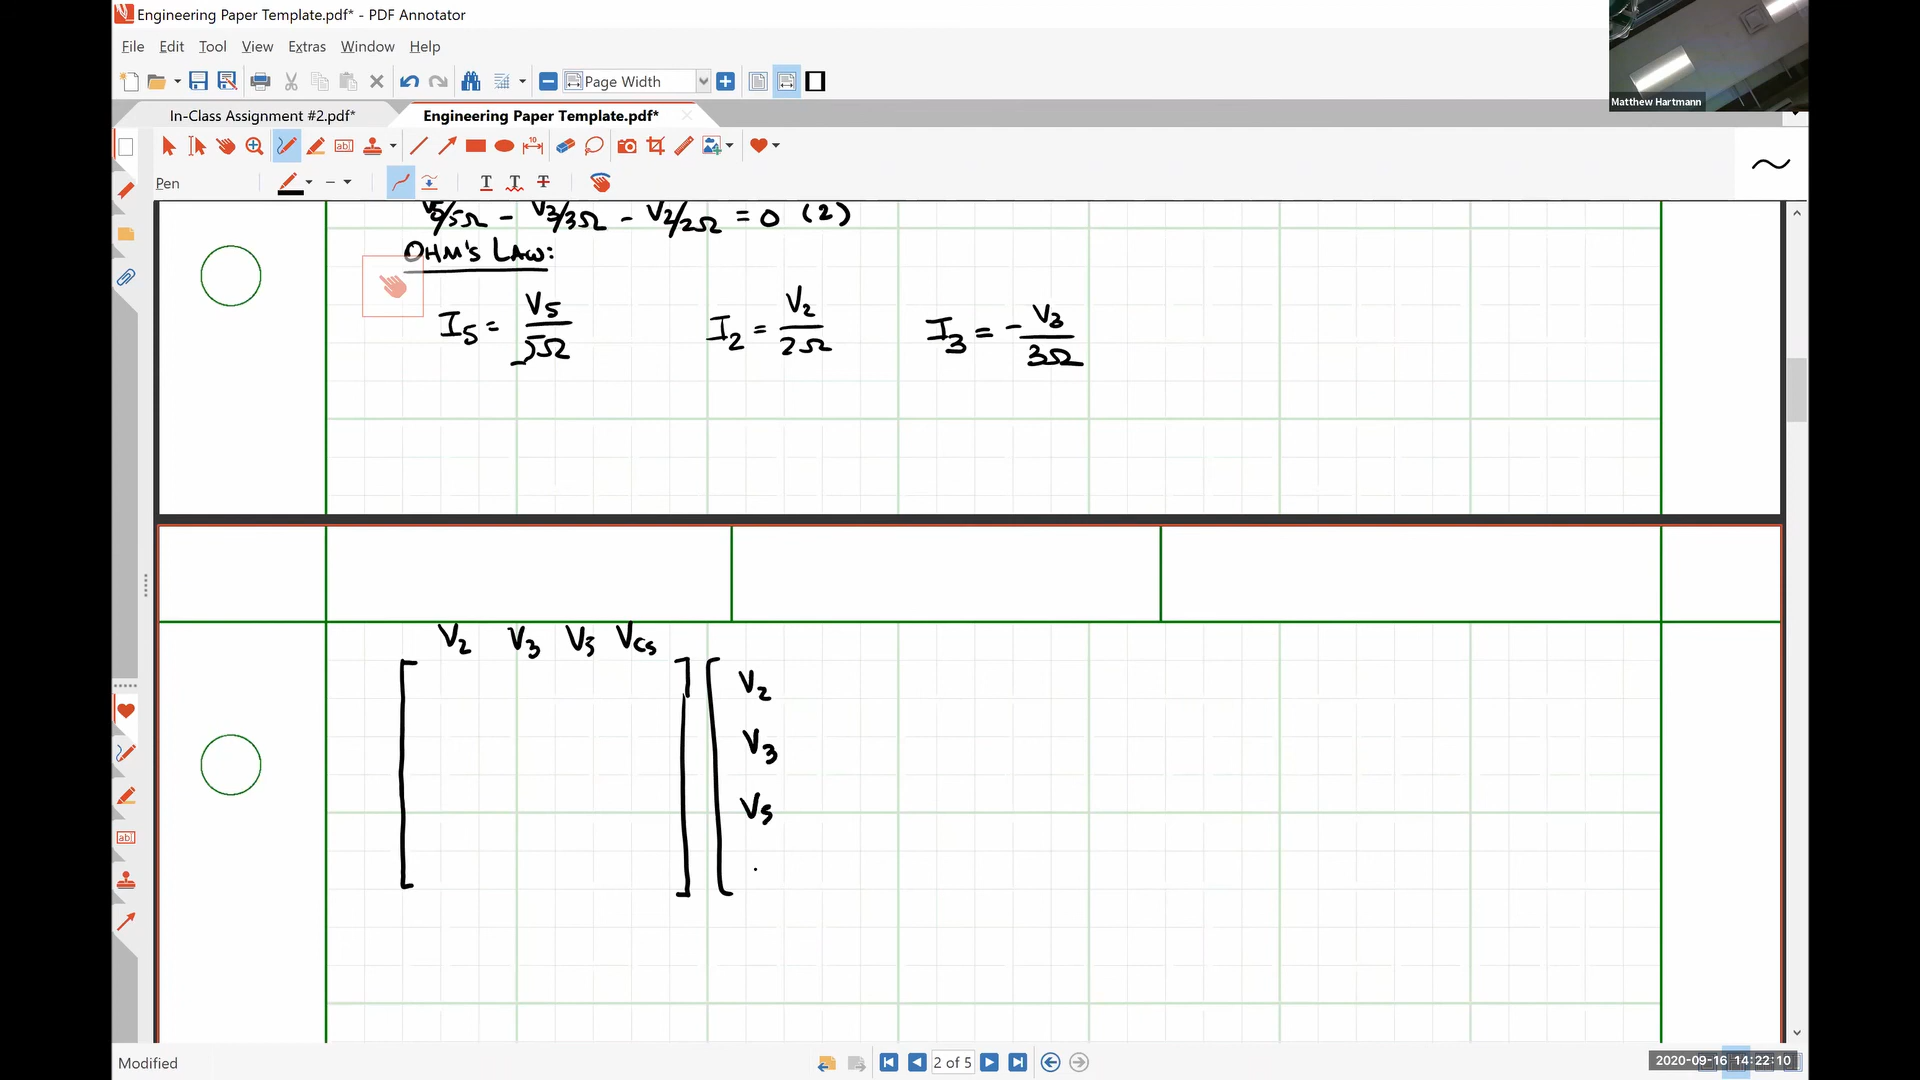 Engineering Paper Template.pdf* - PDF Annotator
File Edit Tool View Extras Window Help
Page Width
Matthew Hartmann
In-Class Assignment #2.pdf* Engineering Paper Template.pdf*
Pen
V5/5Ω - V3/3Ω - V2/2Ω = 0 (2)
OHM'S LAW:
I5 = V5/5Ω I2 = V2/2Ω I3 = - V3/3Ω
V2 V3 V5 Vcs
V2
V3
V5
Modified 2 of 5 2020-09-16 14:22:10